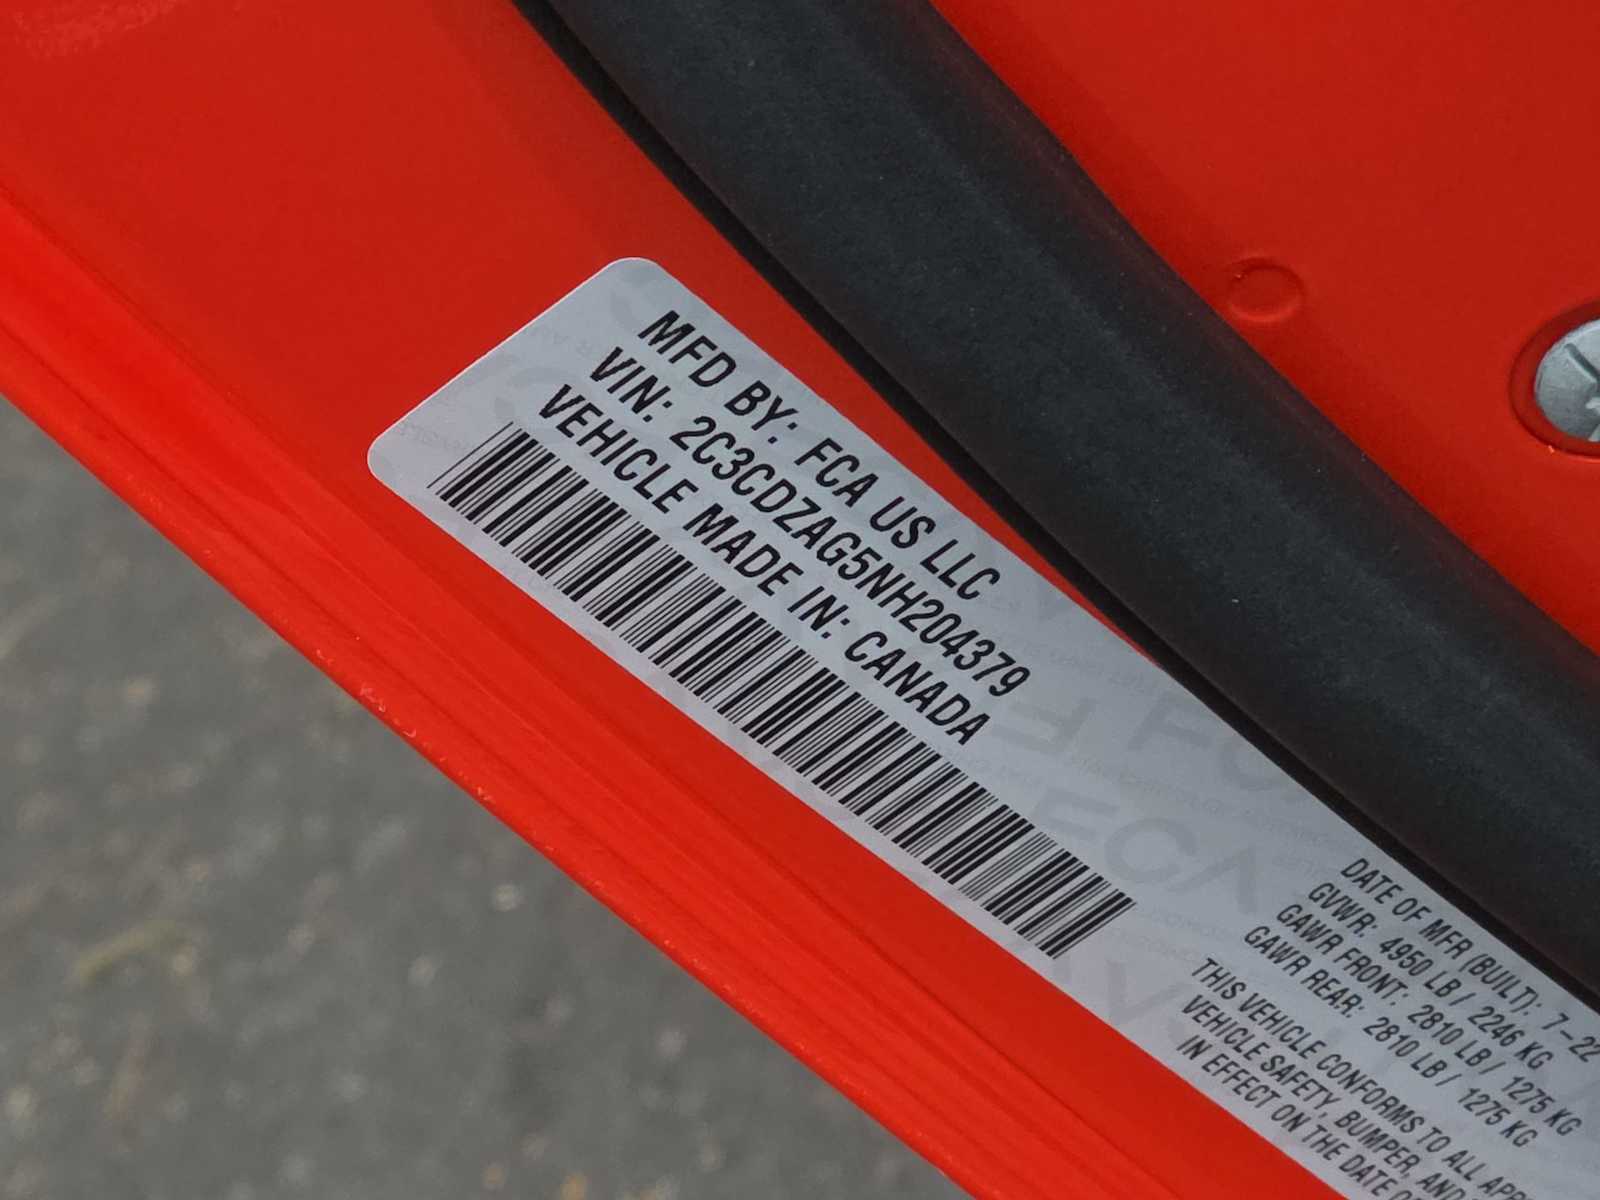 MFD BY: FCA US LLC
VIN: 2C3CDZAG5NH204379
VEHICLE MADE IN: CANADA
DATE OF MFR (BUILT): 7-22
GVWR: 4950 LB / 2246 KG
GAWR FRONT: 2810 LB / 1275 KG
GAWR REAR: 2810 LB / 1275 KG
THIS VEHICLE CONFORMS TO ALL
VEHICLE SAFETY, BUMPER, AND
IN EFFECT ON THE DATE
FCA